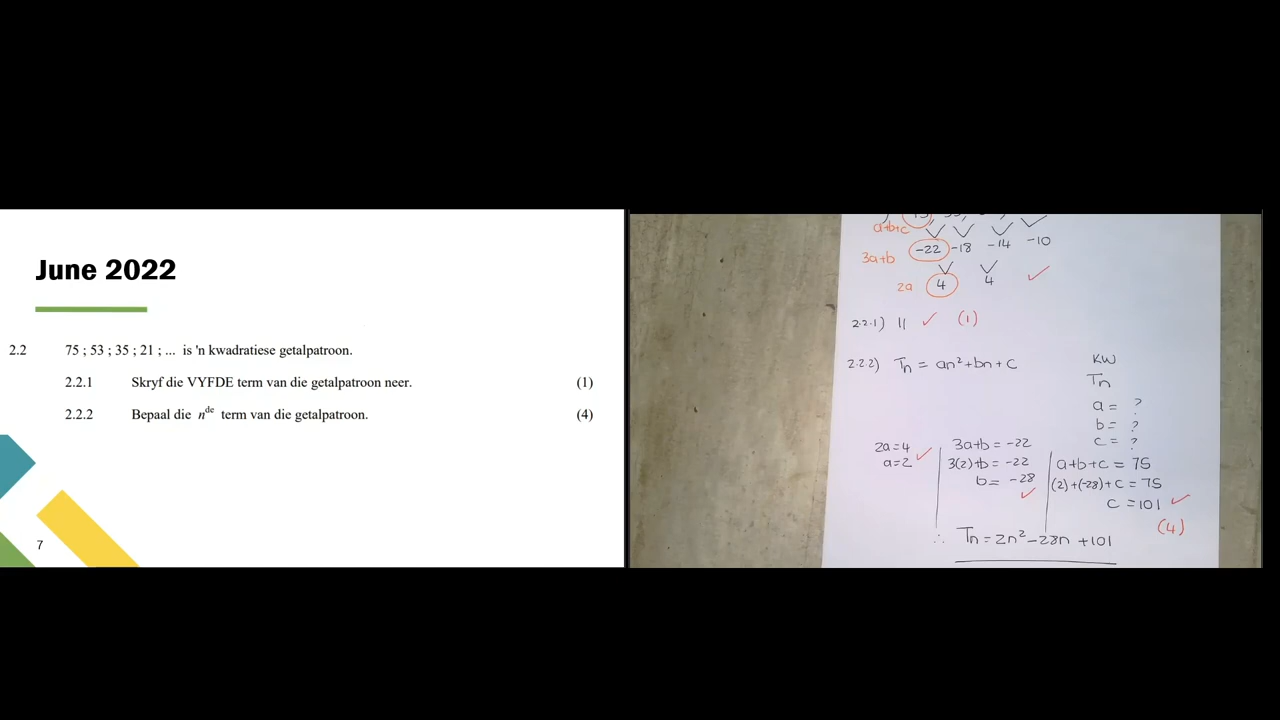 June 2022
2.2 75 ; 53 ; 35 ; 21 ; ... is 'n kwadratiese getalpatroon.
2.2.1 Skryf die VYFDE term van die getalpatroon neer. (1)
2.2.2 Bepaal die nde term van die getalpatroon. (4)
7
a+b+c
3a+b -22 -18 -14 -10
2a 4 4 ✓
2.2.1) 11 ✓ (1)
2.2.2) Tn = an²+bn+c
KW
Tn
a = ?
b = ?
c = ?
2a=4
a=2 ✓
3a+b = -22
3(2)+b = -22
b = -28
✓
a+b+c = 75
(2)+(-28)+c = 75
c = 101 ✓
(4)
∴ Tn = 2n² -28n +101